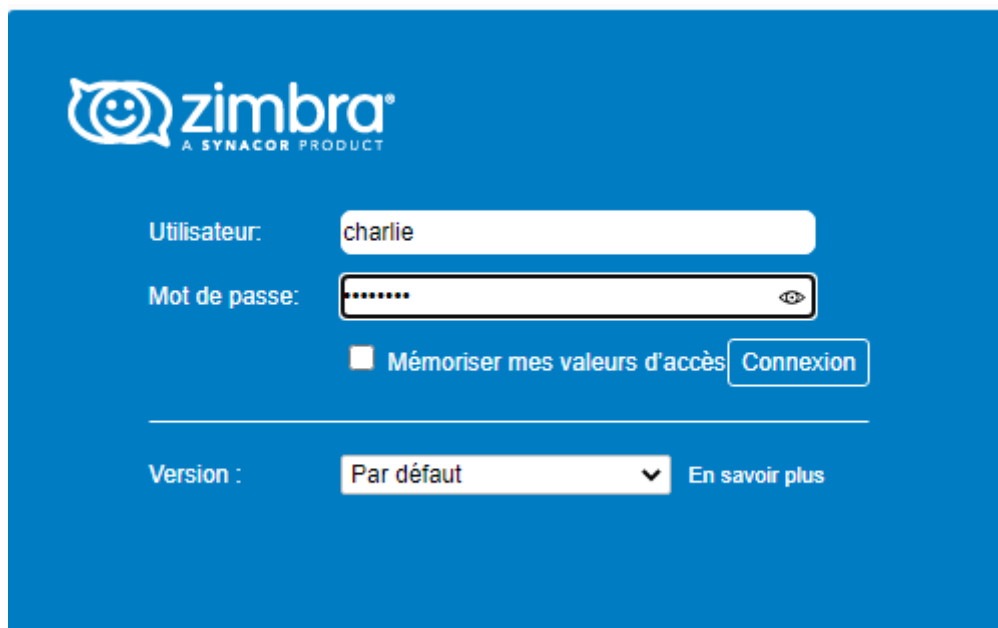 zimbra®
A SYNACOR PRODUCT
Utilisateur: charlie
Mot de passe: ••••••••
Mémoriser mes valeurs d'accès Connexion
Version : Par défaut En savoir plus